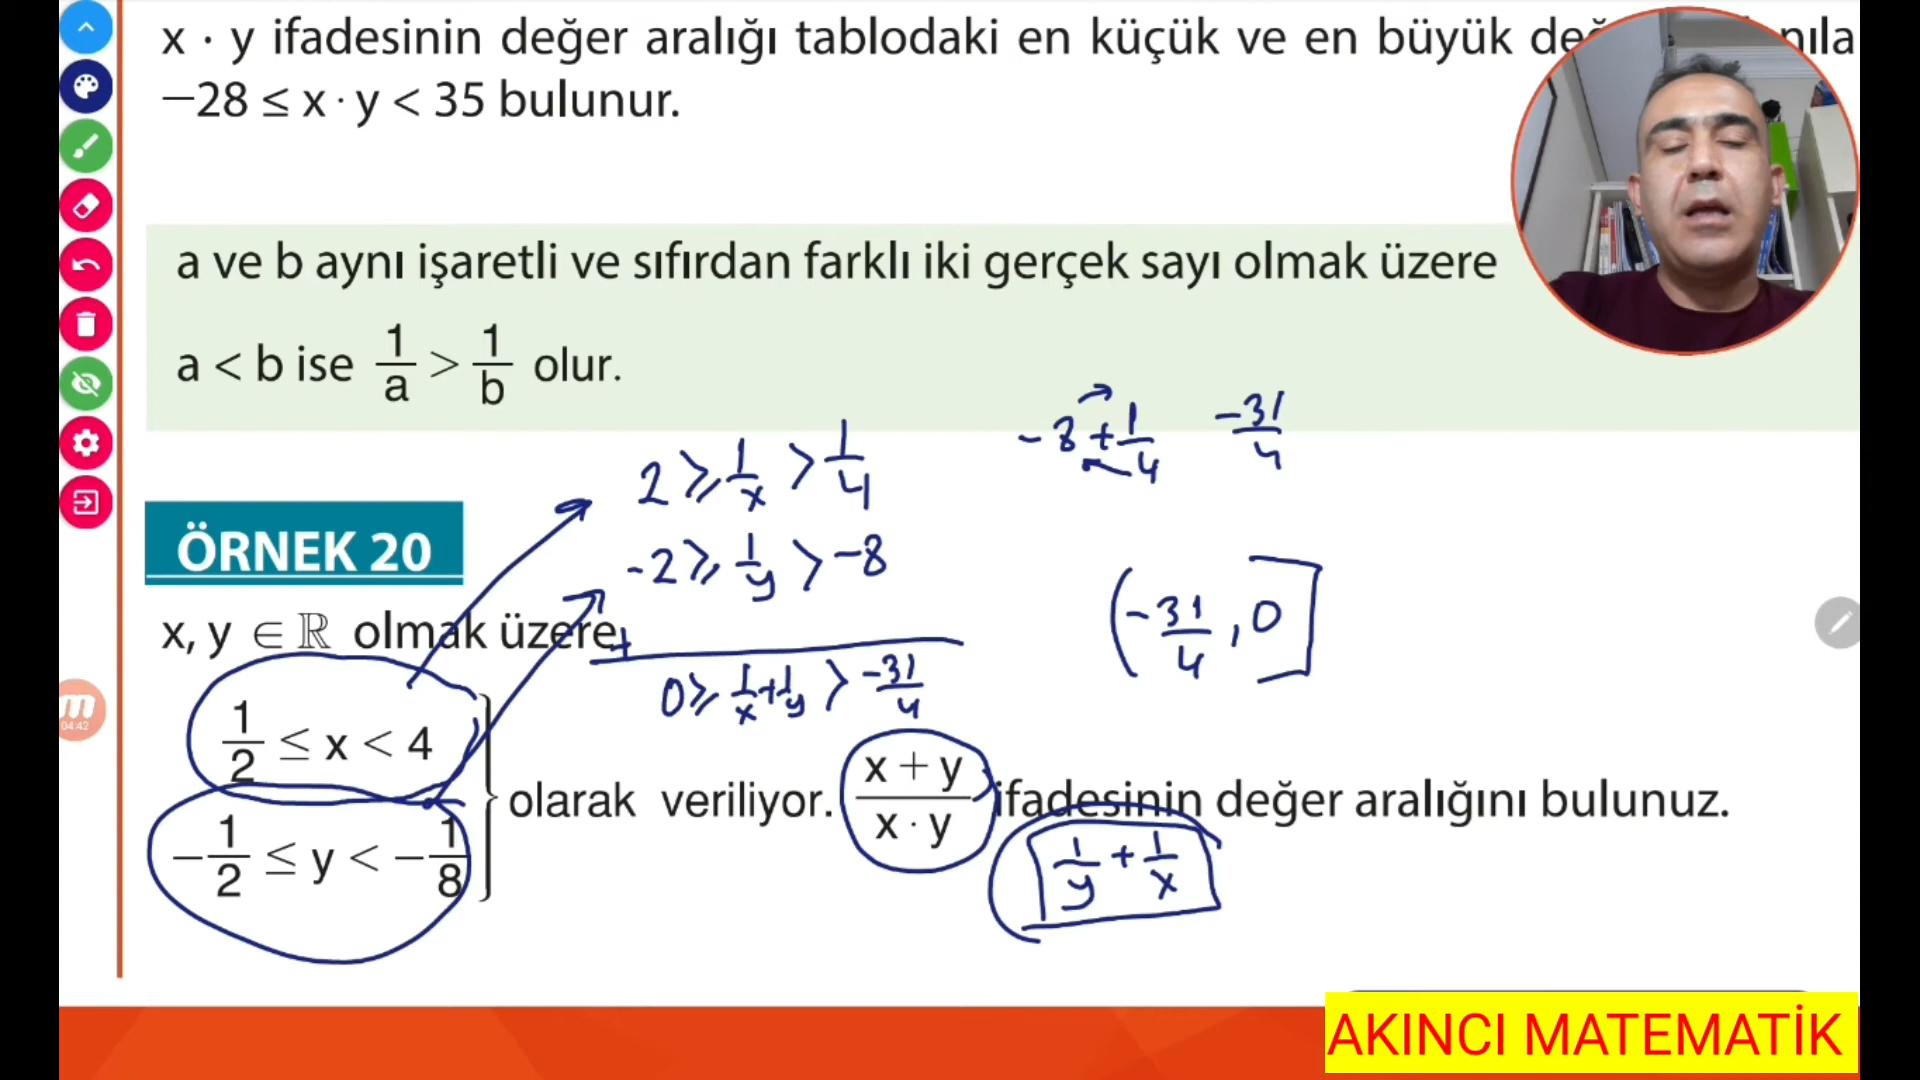 x · y ifadesinin değer aralığı tablodaki en küçük ve en büyük
−28 ≤ x · y < 35 bulunur.
a ve b aynı işaretli ve sıfırdan farklı iki gerçek sayı olmak üzere
a < b ise 1/a > 1/b olur.
-8 + 1/4 -31/4
2 ≥ 1/x > 1/4
-2 ≥ 1/y > -8
+
0 ≥ 1/x + 1/y > -31/4
(-31/4, 0]
ÖRNEK 20
x, y ∈ ℝ olmak üzere
1/2 ≤ x < 4
−1/2 ≤ y < −1/8
olarak veriliyor. (x + y)/(x · y) ifadesinin değer aralığını bulunuz.
1/y + 1/x
m
04:42
AKINCI MATEMATİK